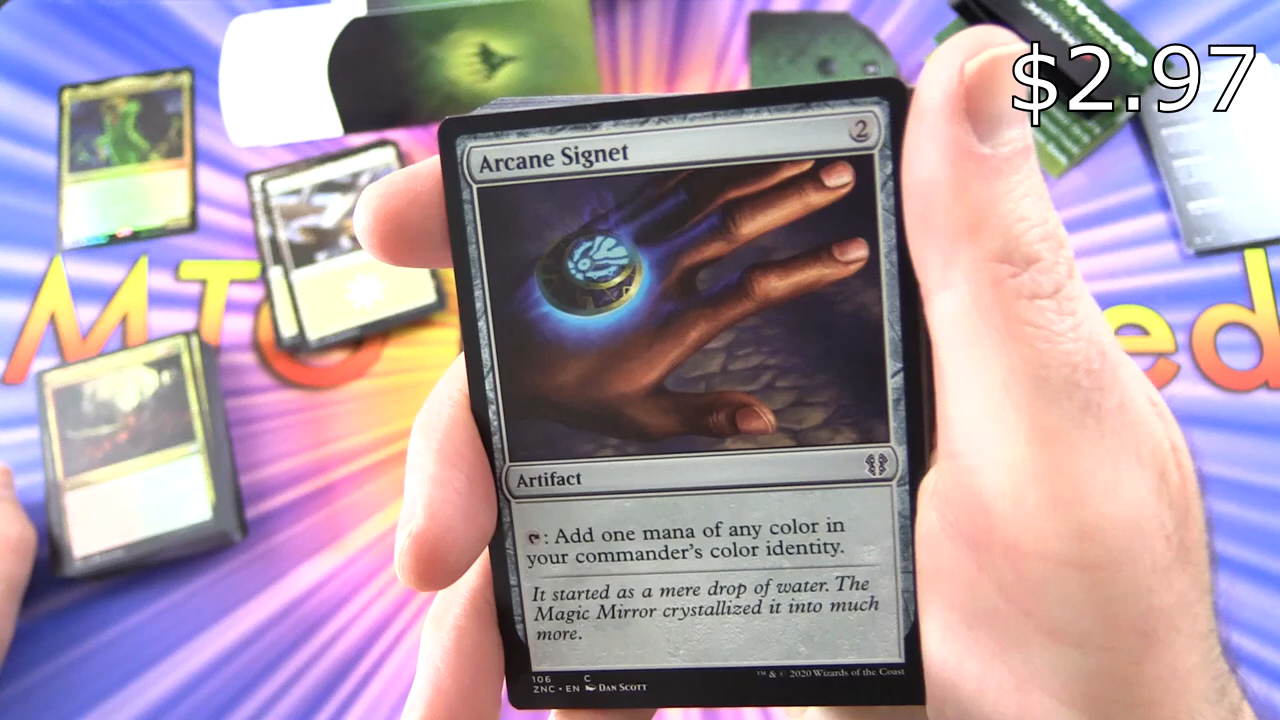 $2.97
Arcane Signet 2
Artifact
: Add one mana of any color in
your commander's color identity.
It started as a mere drop of water. The
Magic Mirror crystallized it into much
more.
106 C
ZNC • EN DAN SCOTT
™ & © 2020 Wizards of the Coast
MTG
ed